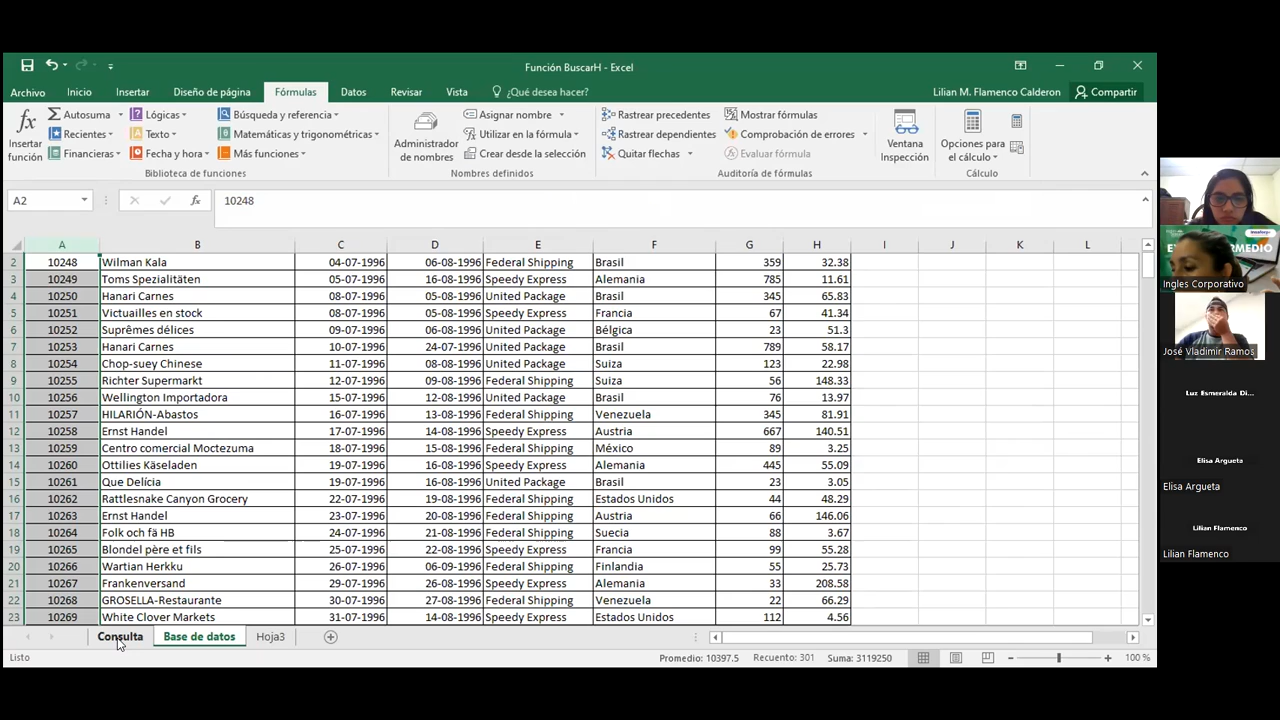 Función BuscarH - Excel
Archivo Inicio Insertar Diseño de página Fórmulas Datos Revisar Vista ¿Qué desea hacer? Lilian M. Flamenco Calderon Compartir
Insertar función
Autosuma
Recientes
Financieras
Lógicas
Texto
Fecha y hora
Búsqueda y referencia
Matemáticas y trigonométricas
Más funciones
Biblioteca de funciones
Administrador de nombres
Asignar nombre
Utilizar en la fórmula
Crear desde la selección
Nombres definidos
Rastrear precedentes
Rastrear dependientes
Quitar flechas
Mostrar fórmulas
Comprobación de errores
Evaluar fórmula
Auditoría de fórmulas
Ventana Inspección
Opciones para el cálculo
Cálculo
A2 fx 10248
A B C D E F G H I J K L
2 10248 Wilman Kala 04-07-1996 06-08-1996 Federal Shipping Brasil 359 32.38
3 10249 Toms Spezialitäten 05-07-1996 16-08-1996 Speedy Express Alemania 785 11.61
4 10250 Hanari Carnes 08-07-1996 05-08-1996 United Package Brasil 345 65.83
5 10251 Victuailles en stock 08-07-1996 05-08-1996 Speedy Express Francia 67 41.34
6 10252 Suprêmes délices 09-07-1996 06-08-1996 United Package Bélgica 23 51.3
7 10253 Hanari Carnes 10-07-1996 24-07-1996 United Package Brasil 789 58.17
8 10254 Chop-suey Chinese 11-07-1996 08-08-1996 United Package Suiza 123 22.98
9 10255 Richter Supermarkt 12-07-1996 09-08-1996 Federal Shipping Suiza 56 148.33
10 10256 Wellington Importadora 15-07-1996 12-08-1996 United Package Brasil 76 13.97
11 10257 HILARIÓN-Abastos 16-07-1996 13-08-1996 Federal Shipping Venezuela 345 81.91
12 10258 Ernst Handel 17-07-1996 14-08-1996 Speedy Express Austria 667 140.51
13 10259 Centro comercial Moctezuma 18-07-1996 15-08-1996 Federal Shipping México 89 3.25
14 10260 Ottilies Käseladen 19-07-1996 16-08-1996 Speedy Express Alemania 445 55.09
15 10261 Que Delícia 19-07-1996 16-08-1996 United Package Brasil 23 3.05
16 10262 Rattlesnake Canyon Grocery 22-07-1996 19-08-1996 Federal Shipping Estados Unidos 44 48.29
17 10263 Ernst Handel 23-07-1996 20-08-1996 Federal Shipping Austria 66 146.06
18 10264 Folk och fä HB 24-07-1996 21-08-1996 Federal Shipping Suecia 88 3.67
19 10265 Blondel père et fils 25-07-1996 22-08-1996 Speedy Express Francia 99 55.28
20 10266 Wartian Herkku 26-07-1996 06-09-1996 Federal Shipping Finlandia 55 25.73
21 10267 Frankenversand 29-07-1996 26-08-1996 Speedy Express Alemania 33 208.58
22 10268 GROSELLA-Restaurante 30-07-1996 27-08-1996 Federal Shipping Venezuela 22 66.29
23 10269 White Clover Markets 31-07-1996 14-08-1996 Speedy Express Estados Unidos 112 4.56
Consulta Base de datos Hoja3
Listo Promedio: 10397.5 Recuento: 301 Suma: 3119250 100 %
Ingles Corporativo
José Vladimír Ramos
Luz Esmeralda Di...
Elisa Argueta
Elisa Argueta
Lilian Flamenco
Lilian Flamenco